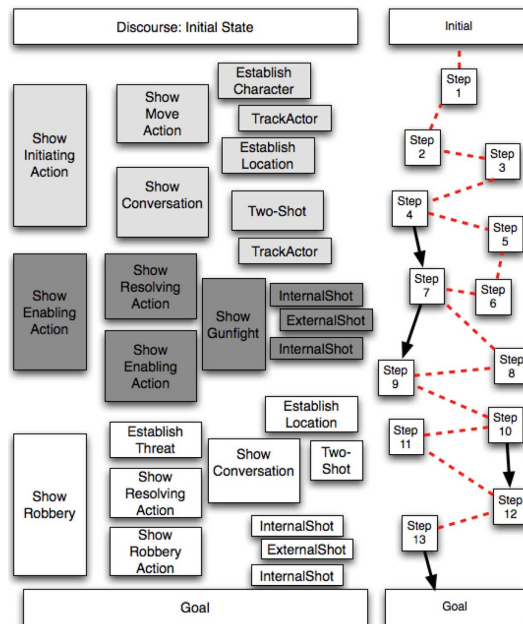 Discourse: Initial State
Show
Initiating
Action
Show
Move
Action
Establish
Character
TrackActor
Establish
Location
Show
Conversation
Two-Shot
TrackActor
Show
Enabling
Action
Show
Resolving
Action
Show
Enabling
Action
Show
Gunfight
InternalShot
ExternalShot
InternalShot
Show
Robbery
Establish
Threat
Show
Resolving
Action
Show
Robbery
Action
Show
Conversation
Establish
Location
Two-
Shot
InternalShot
ExternalShot
InternalShot
Goal
Initial
Step
1
Step
2
Step
3
Step
4
Step
5
Step
6
Step
7
Step
8
Step
9
Step
10
Step
11
Step
12
Step
13
Goal